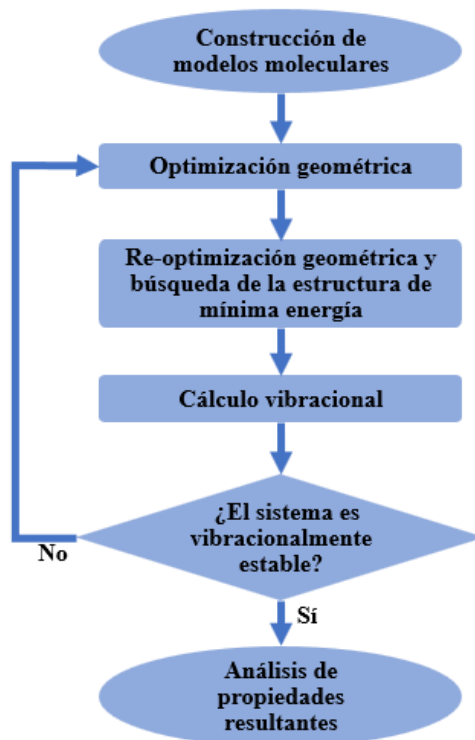 Construcción de
modelos moleculares
Optimización geométrica
Re-optimización geométrica y
búsqueda de la estructura de
mínima energía
Cálculo vibracional
¿El sistema es
vibracionalmente
estable?
No
Sí
Análisis de
propiedades
resultantes